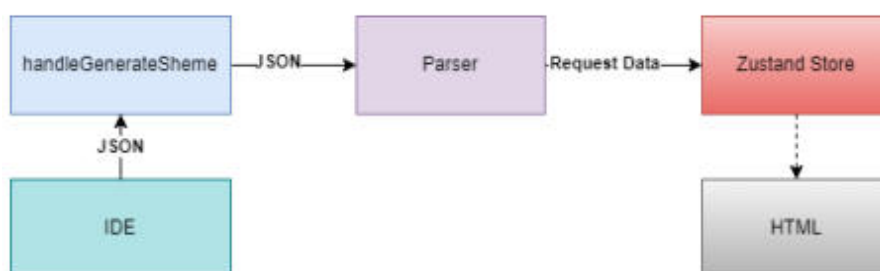 handleGenerateSheme
JSON
Parser
Request Data
Zustand Store
JSON
IDE
HTML